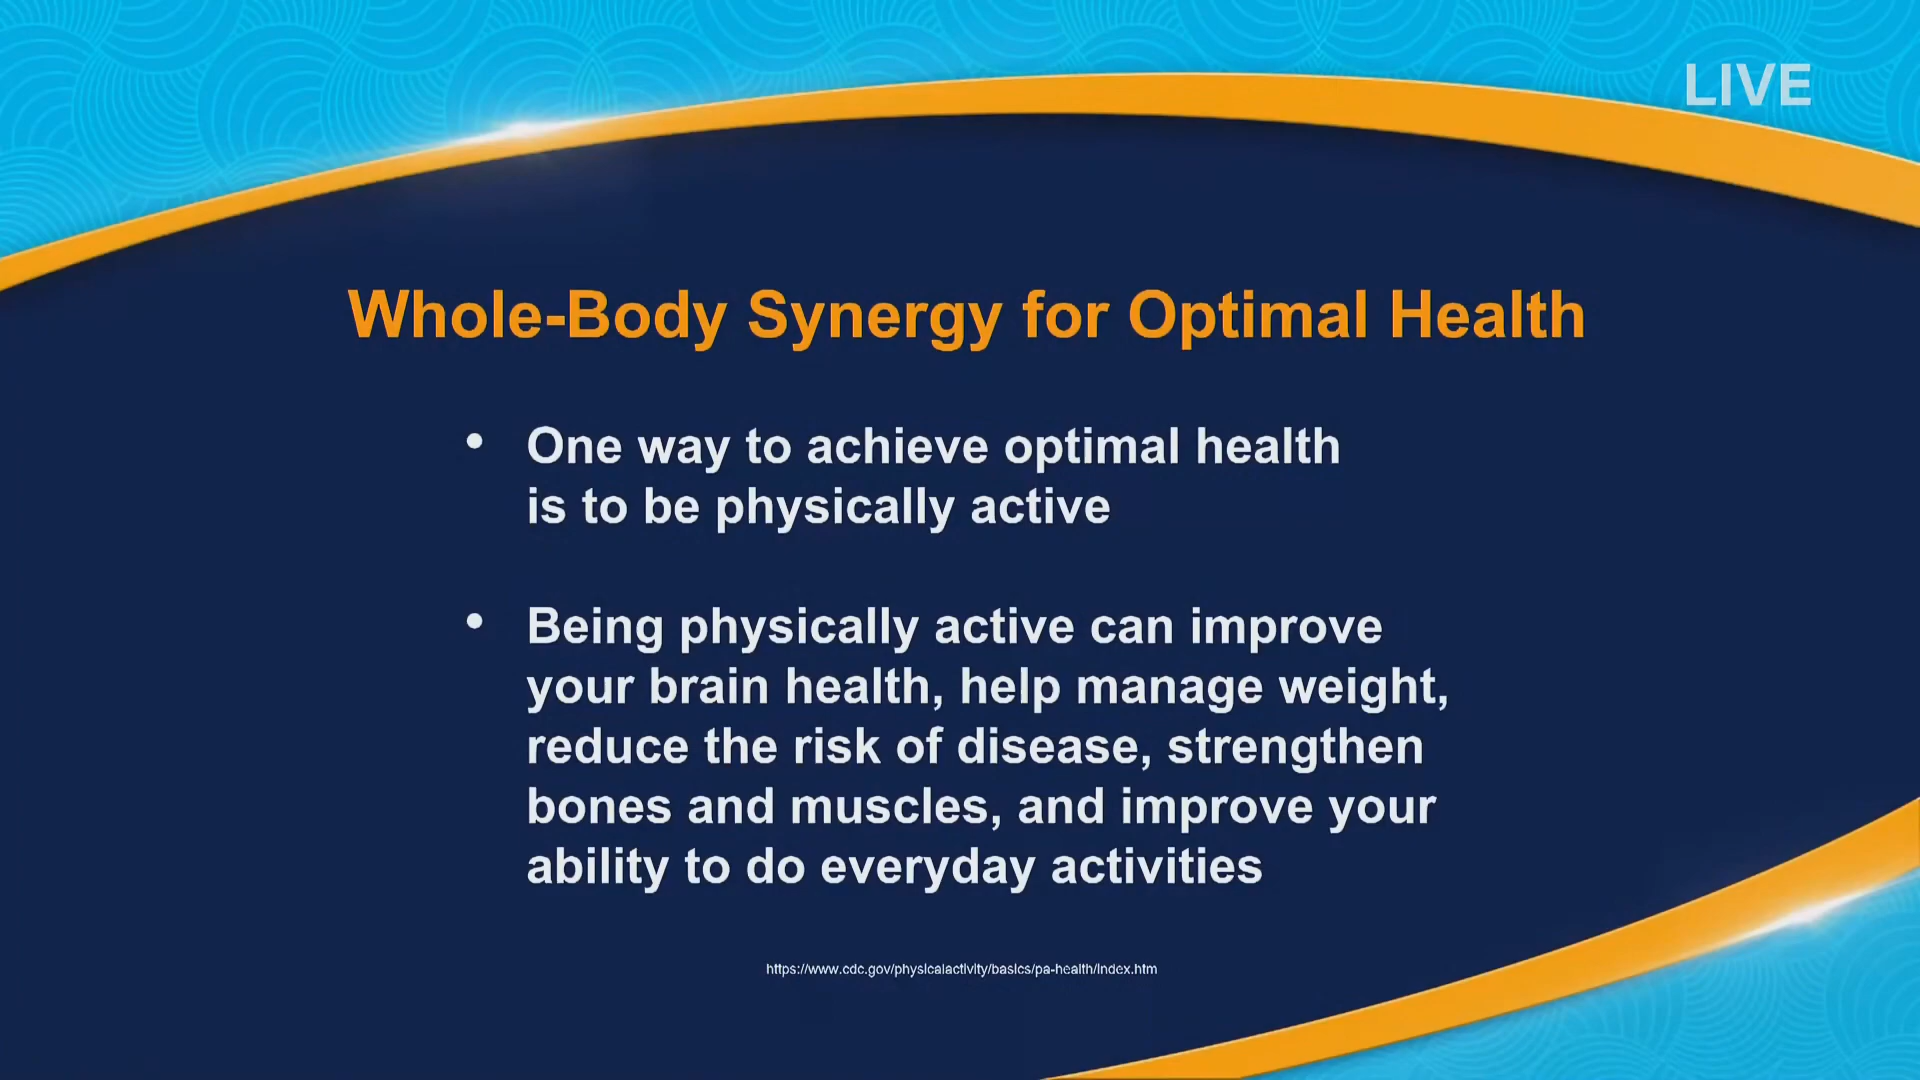 LIVE
Whole-Body Synergy for Optimal Health
• One way to achieve optimal health
is to be physically active
• Being physically active can improve
your brain health, help manage weight,
reduce the risk of disease, strengthen
bones and muscles, and improve your
ability to do everyday activities
https://www.cdc.gov/physicalactivity/basics/pa-health/index.htm